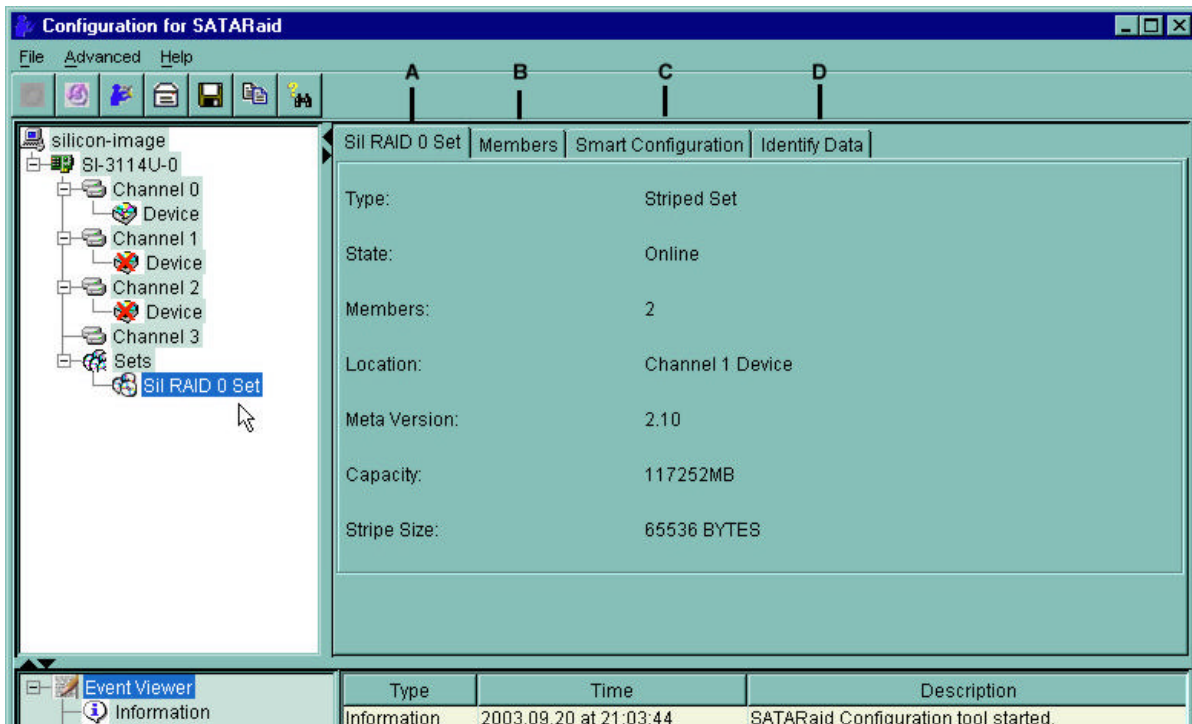 Configuration for SATARaid
File Advanced Help
A B C D
silicon-image
SI-3114U-0
Channel 0
Device
Channel 1
Device
Channel 2
Device
Channel 3
Sets
Sil RAID 0 Set
Sil RAID 0 Set Members Smart Configuration Identify Data
Type: Striped Set
State: Online
Members: 2
Location: Channel 1 Device
Meta Version: 2.10
Capacity: 117252MB
Stripe Size: 65536 BYTES
Event Viewer
Information
Type Time Description
Information 2003.09.20 at 21:03:44 SATARaid Configuration tool started.